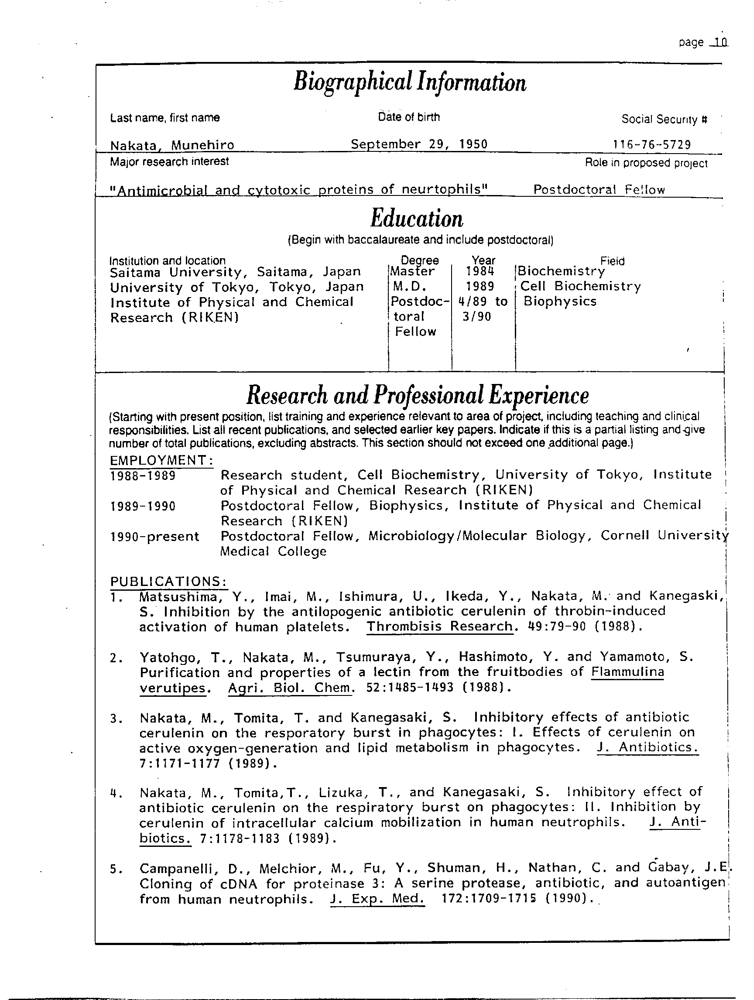 page 10
Biographical Information
Last name, first name Date of birth Social Security #
Nakata, Munehiro September 29, 1950 116-76-5729
Major research interest Role in proposed project
"Antimicrobial and cytotoxic proteins of neurtophils" Postdoctoral Fellow
Education
(Begin with baccalaureate and include postdoctoral)
Institution and location Degree Year Field
Saitama University, Saitama, Japan Master 1984 Biochemistry
University of Tokyo, Tokyo, Japan M.D. 1989 Cell Biochemistry
Institute of Physical and Chemical Postdoc- 4/89 to Biophysics
Research (RIKEN) toral 3/90
Fellow
Research and Professional Experience
(Starting with present position, list training and experience relevant to area of project, including teaching and clinical
responsibilities. List all recent publications, and selected earlier key papers. Indicate if this is a partial listing and give
number of total publications, excluding abstracts. This section should not exceed one additional page.)
EMPLOYMENT:
1988-1989 Research student, Cell Biochemistry, University of Tokyo, Institute
of Physical and Chemical Research (RIKEN)
1989-1990 Postdoctoral Fellow, Biophysics, Institute of Physical and Chemical
Research (RIKEN)
1990-present Postdoctoral Fellow, Microbiology/Molecular Biology, Cornell University
Medical College
PUBLICATIONS:
1. Matsushima, Y., Imai, M., Ishimura, U., Ikeda, Y., Nakata, M. and Kanegaski,
S. Inhibition by the antilopogenic antibiotic cerulenin of throbin-induced
activation of human platelets. Thrombisis Research. 49:79-90 (1988).
2. Yatohgo, T., Nakata, M., Tsumuraya, Y., Hashimoto, Y. and Yamamoto, S.
Purification and properties of a lectin from the fruitbodies of Flammulina
verutipes. Agri. Biol. Chem. 52:1485-1493 (1988).
3. Nakata, M., Tomita, T. and Kanegasaki, S. Inhibitory effects of antibiotic
cerulenin on the resporatory burst in phagocytes: I. Effects of cerulenin on
active oxygen-generation and lipid metabolism in phagocytes. J. Antibiotics.
7:1171-1177 (1989).
4. Nakata, M., Tomita,T., Lizuka, T., and Kanegasaki, S. Inhibitory effect of
antibiotic cerulenin on the respiratory burst on phagocytes: II. Inhibition by
cerulenin of intracellular calcium mobilization in human neutrophils. J. Anti-
biotics. 7:1178-1183 (1989).
5. Campanelli, D., Melchior, M., Fu, Y., Shuman, H., Nathan, C. and Gabay, J.E.
Cloning of cDNA for proteinase 3: A serine protease, antibiotic, and autoantigen
from human neutrophils. J. Exp. Med. 172:1709-1715 (1990).